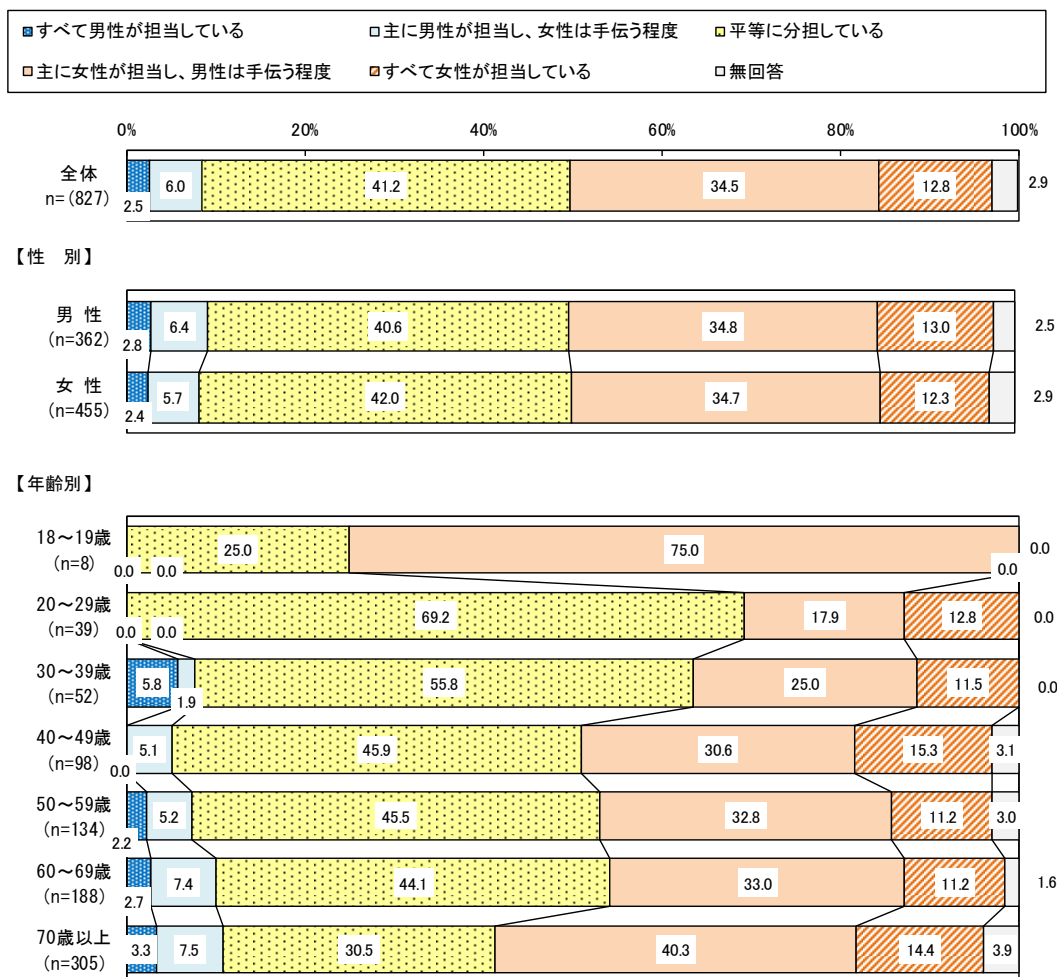 すべて男性が担当している 主に男性が担当し、女性は手伝う程度 平等に分担している
主に女性が担当し、男性は手伝う程度 すべて女性が担当している 無回答
0% 20% 40% 60% 80% 100%
全体
n=(827)
2.5 6.0 41.2 34.5 12.8 2.9
【性 別】
男 性
(n=362)
2.8 6.4 40.6 34.8 13.0 2.5
女 性
(n=455)
2.4 5.7 42.0 34.7 12.3 2.9
【年齢別】
18~19歳
(n=8)
0.0 0.0 25.0 75.0 0.0 0.0
20~29歳
(n=39)
0.0 0.0 69.2 17.9 12.8 0.0
30~39歳
(n=52)
5.8 1.9 55.8 25.0 11.5 0.0
40~49歳
(n=98)
0.0 5.1 45.9 30.6 15.3 3.1
50~59歳
(n=134)
2.2 5.2 45.5 32.8 11.2 3.0
60~69歳
(n=188)
2.7 7.4 44.1 33.0 11.2 1.6
70歳以上
(n=305)
3.3 7.5 30.5 40.3 14.4 3.9